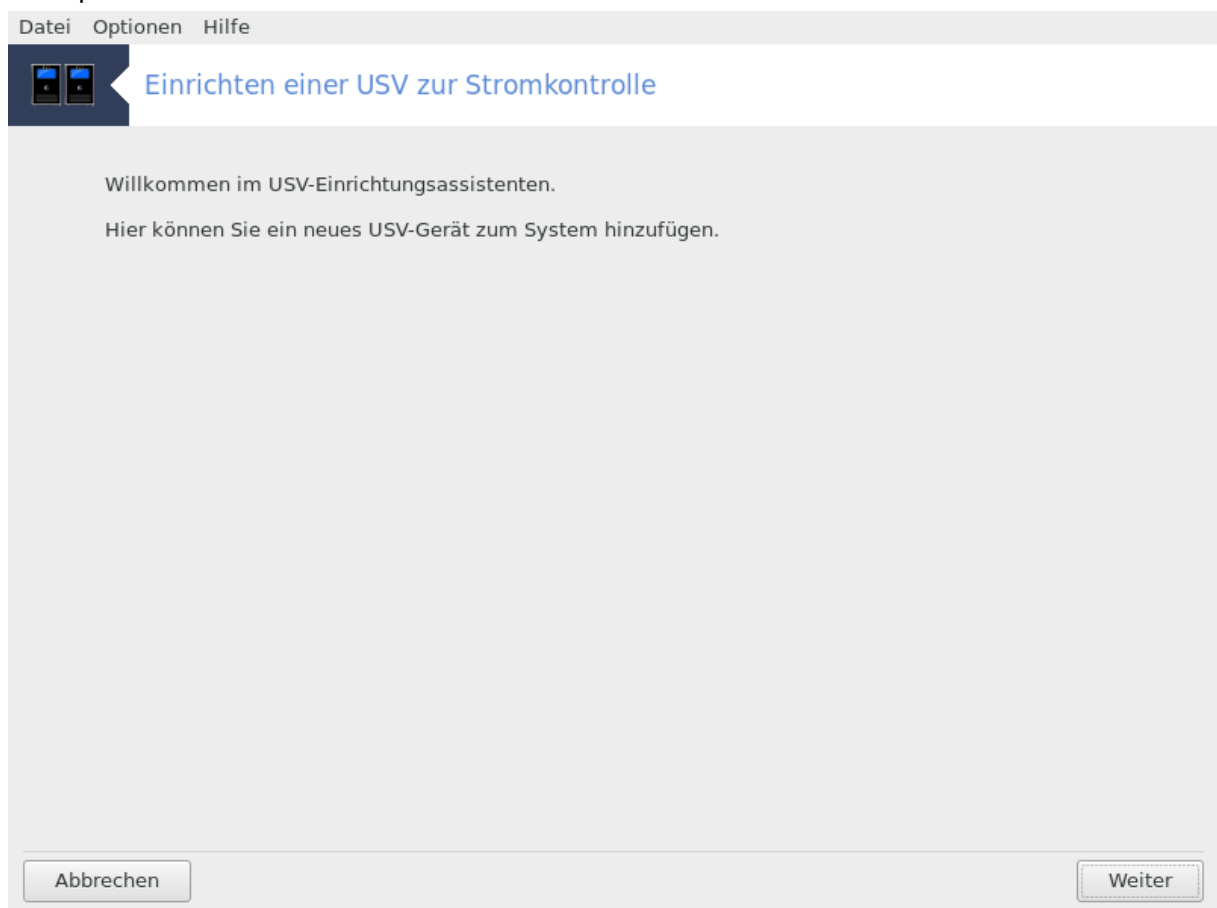 Datei Optionen Hilfe
Einrichten einer USV zur Stromkontrolle
Willkommen im USV-Einrichtungsassistenten.
Hier können Sie ein neues USV-Gerät zum System hinzufügen.
Abbrechen Weiter